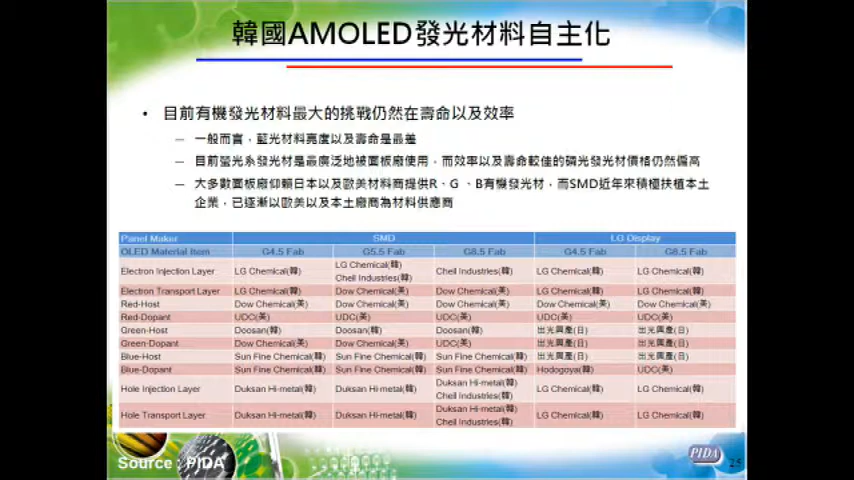 韓國AMOLED發光材料自主化
• 目前有機發光材料最大的挑戰仍然在壽命以及效率
— 一般而言，藍光材料亮度以及壽命是最差
— 目前螢光系發光材是最廣泛地被面板廠使用，而效率以及壽命較佳的磷光發光材價格仍然偏高
— 大多數面板廠仰賴日本以及歐美材料商提供R、G、B有機發光材，而SMD近年來積極扶植本土
企業，已逐漸以歐美以及本土廠商為材料供應商
Panel Maker SMD LG Display
OLED Material Item G4.5 Fab G5.5 Fab G8.5 Fab G4.5 Fab G8.5 Fab
Electron Injection Layer LG Chemical(韓) LG Chemical(韓) Cheil Industries(韓) Cheil Industries(韓) LG Chemical(韓) LG Chemical(韓)
Electron Transport Layer LG Chemical(韓) Dow Chemical(美) Dow Chemical(美) LG Chemical(韓) LG Chemical(韓)
Red-Host Dow Chemical(美) Dow Chemical(美) Dow Chemical(美) Dow Chemical(美) Dow Chemical(美)
Red-Dopant UDC(美) UDC(美) UDC(美) UDC(美) UDC(美)
Green-Host Doosan(韓) Doosan(韓) Doosan(韓) 出光興產(日) 出光興產(日)
Green-Dopant Dow Chemical(美) Dow Chemical(美) UDC(美) 出光興產(日) 出光興產(日)
Blue-Host Sun Fine Chemical(韓) Sun Fine Chemical(韓) Sun Fine Chemical(韓) 出光興產(日) 出光興產(日)
Blue-Dopant Sun Fine Chemical(韓) Sun Fine Chemical(韓) Sun Fine Chemical(韓) Hodogoya(韓) UDC(美)
Hole Injection Layer Duksan Hi-metal(韓) Duksan Hi-metal(韓) Duksan Hi-metal(韓) Cheil Industries(韓) LG Chemical(韓) LG Chemical(韓)
Hole Transport Layer Duksan Hi-metal(韓) Duksan Hi-metal(韓) Duksan Hi-metal(韓) Cheil Industries(韓) LG Chemical(韓) LG Chemical(韓)
Source : PIDA
PIDA
25